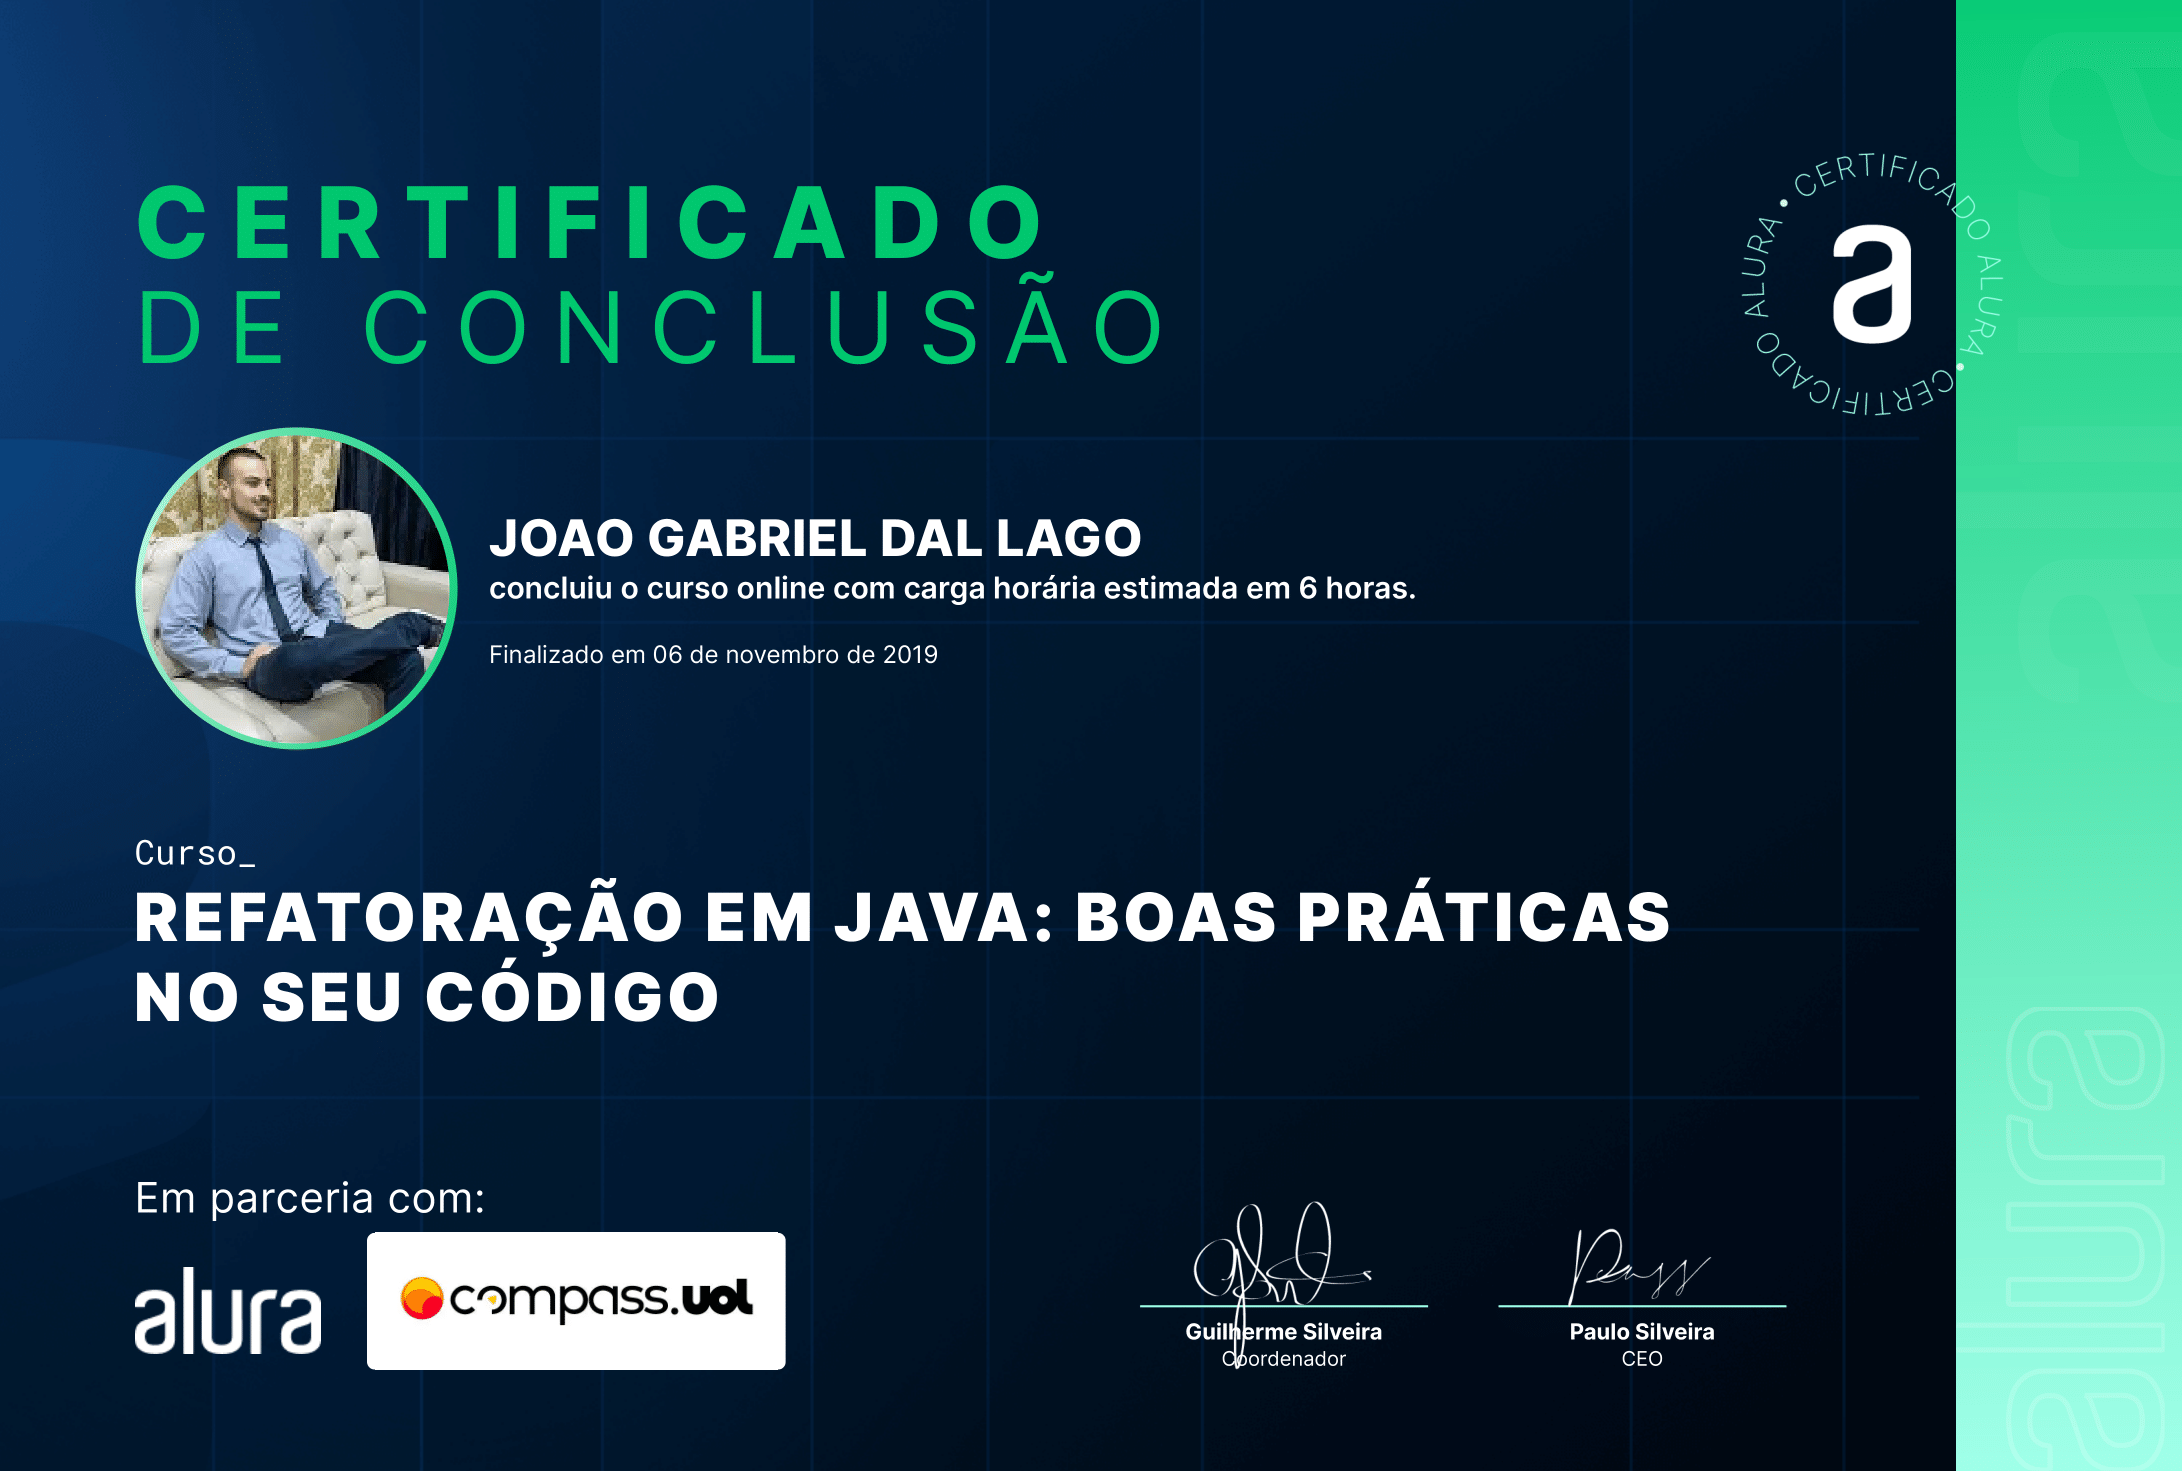 CERTIFICADO
DE CONCLUSÃO
CERTIFICADO ALURA • CERTIFICADO ALURA •
a
JOAO GABRIEL DAL LAGO
concluiu o curso online com carga horária estimada em 6 horas.
Finalizado em 06 de novembro de 2019
Curso_
REFATORAÇÃO EM JAVA: BOAS PRÁTICAS
NO SEU CÓDIGO
Em parceria com:
alura
compass.uol
Guilherme Silveira
Coordenador
Paulo Silveira
CEO
alura